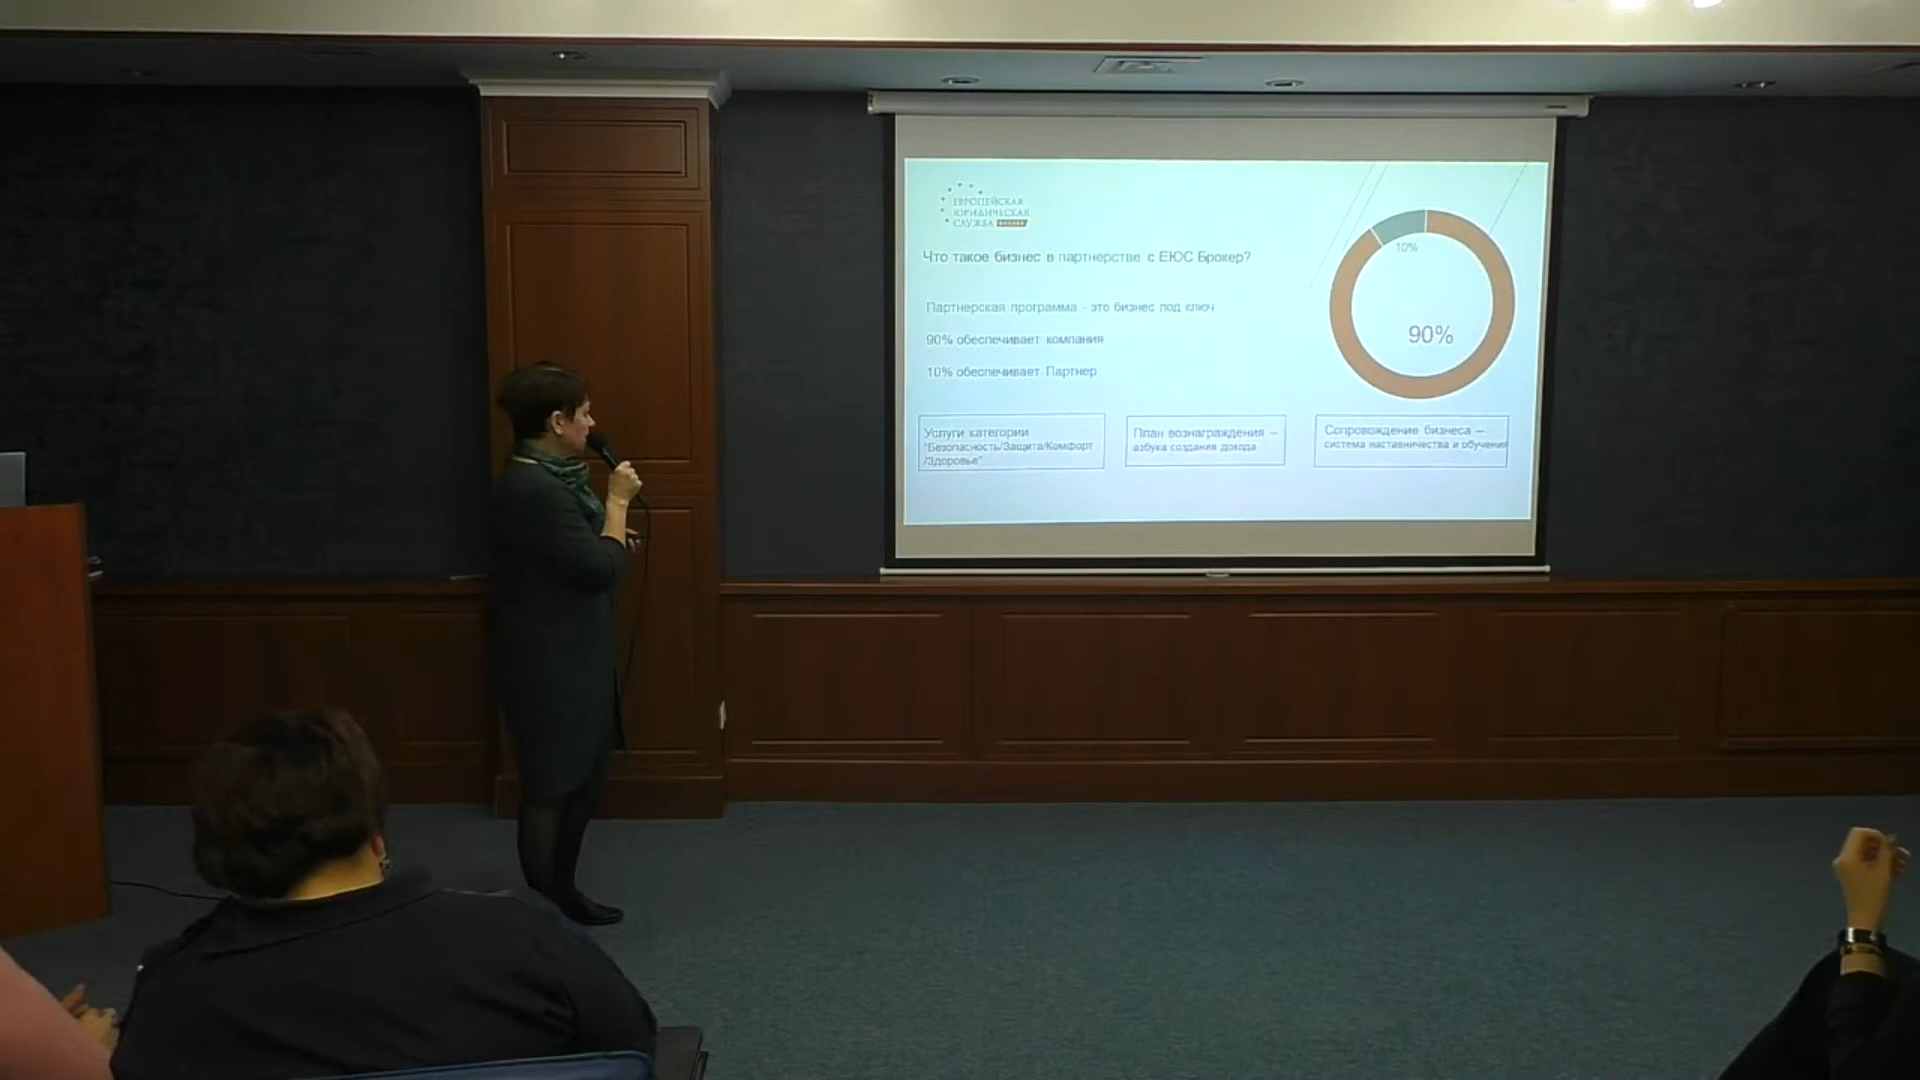 ЕВРОПЕЙСКАЯ
ЮРИДИЧЕСКАЯ
СЛУЖБА БРОКЕР
Что такое бизнес в партнерстве с ЕЮС Брокер?
Партнерская программа - это бизнес под ключ
90% обеспечивает компания
10% обеспечивает Партнер
10%
90%
Услуги категории
"Безопасность/Защита/Комфорт
/Здоровье"
План вознаграждения –
азбука создания дохода
Сопровождение бизнеса –
система наставничества и обучения